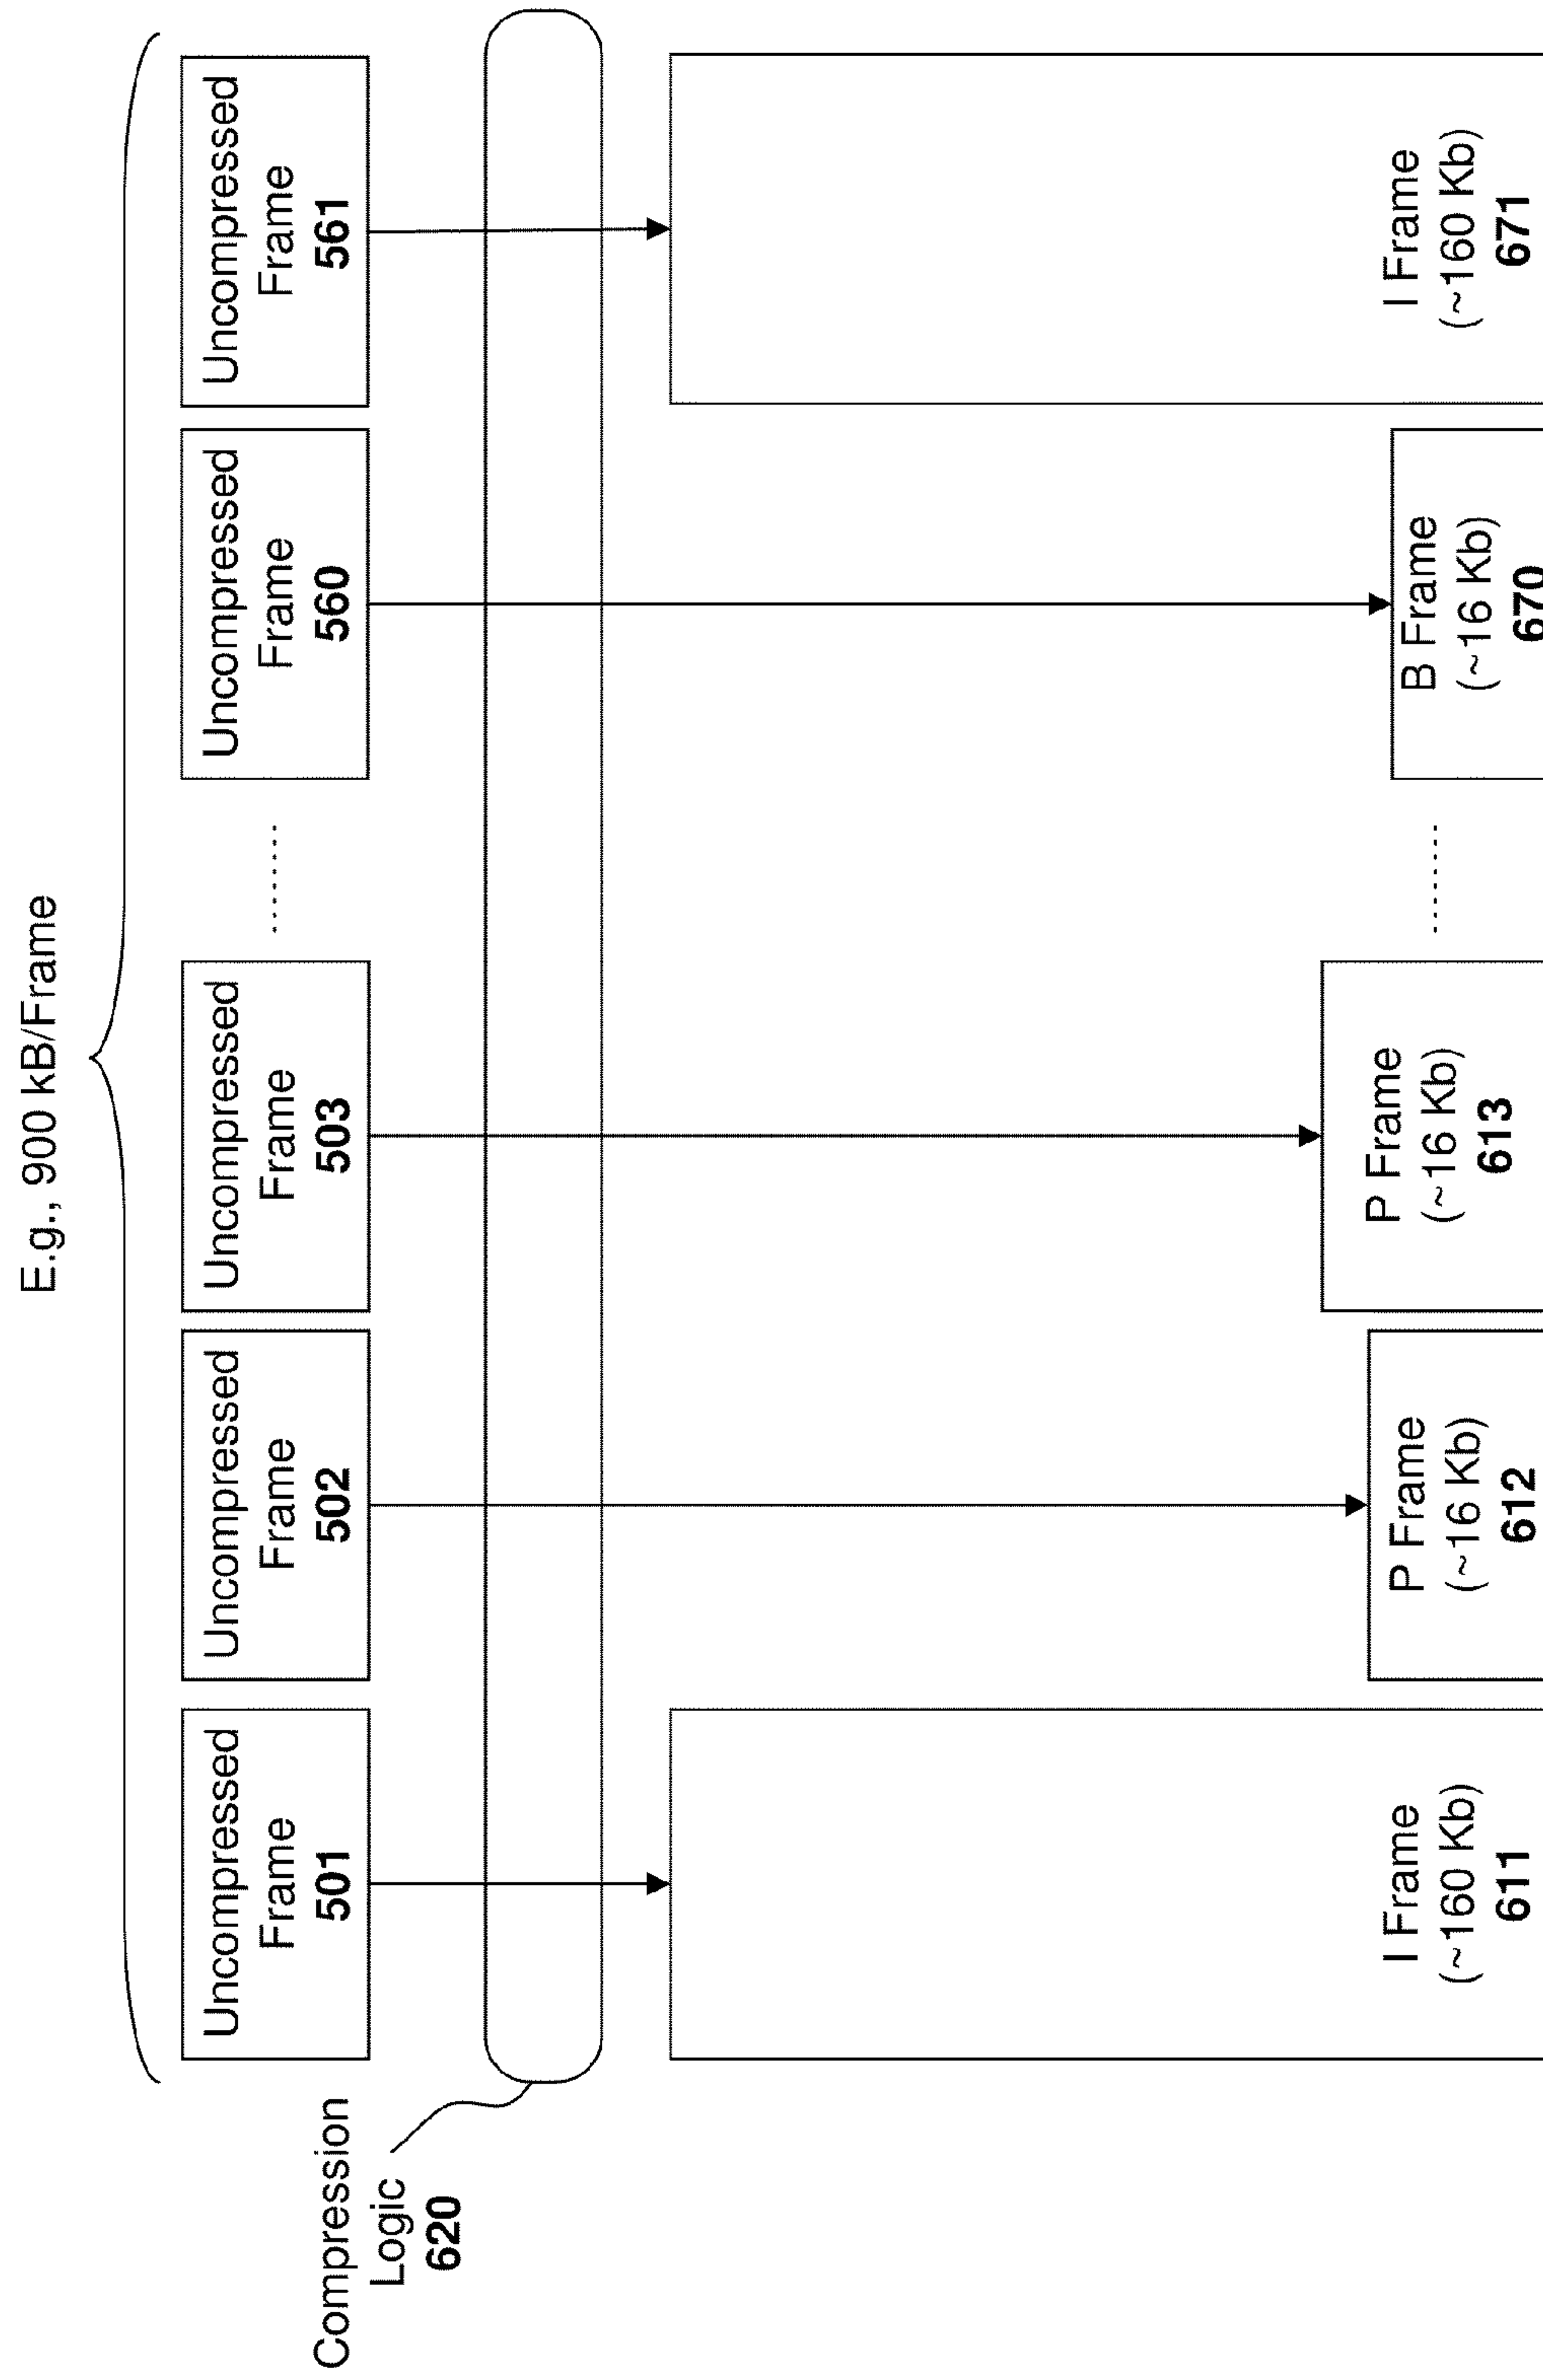 E.g., 900 kB/Frame
Uncompressed
Frame
501
Uncompressed
Frame
502
Uncompressed
Frame
503
.......
Uncompressed
Frame
560
Uncompressed
Frame
561
Compression
Logic
620
I Frame
(~160 Kb)
611
P Frame
(~16 Kb)
612
P Frame
(~16 Kb)
613
.......
B Frame
(~16 Kb)
670
I Frame
(~160 Kb)
671